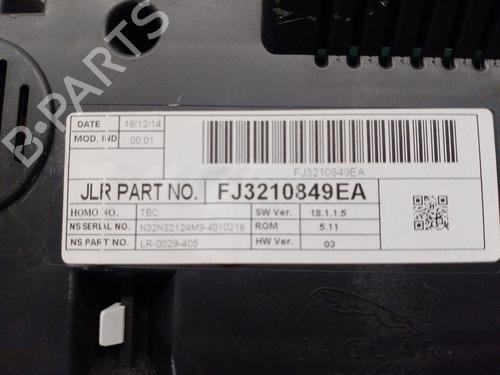 B-PARTS
DATE 18/12/14
MOD. IND 00.01
FJ3210849EA
JLR PART NO. FJ3210849EA
HOMO NO. TBC SW Ver. 18.1.1.5
NS SERIAL NO. N32N32124M9-4010216 ROM 5.11
NS PART NO. LR-0029-405 HW Ver. 03
JAGUAR